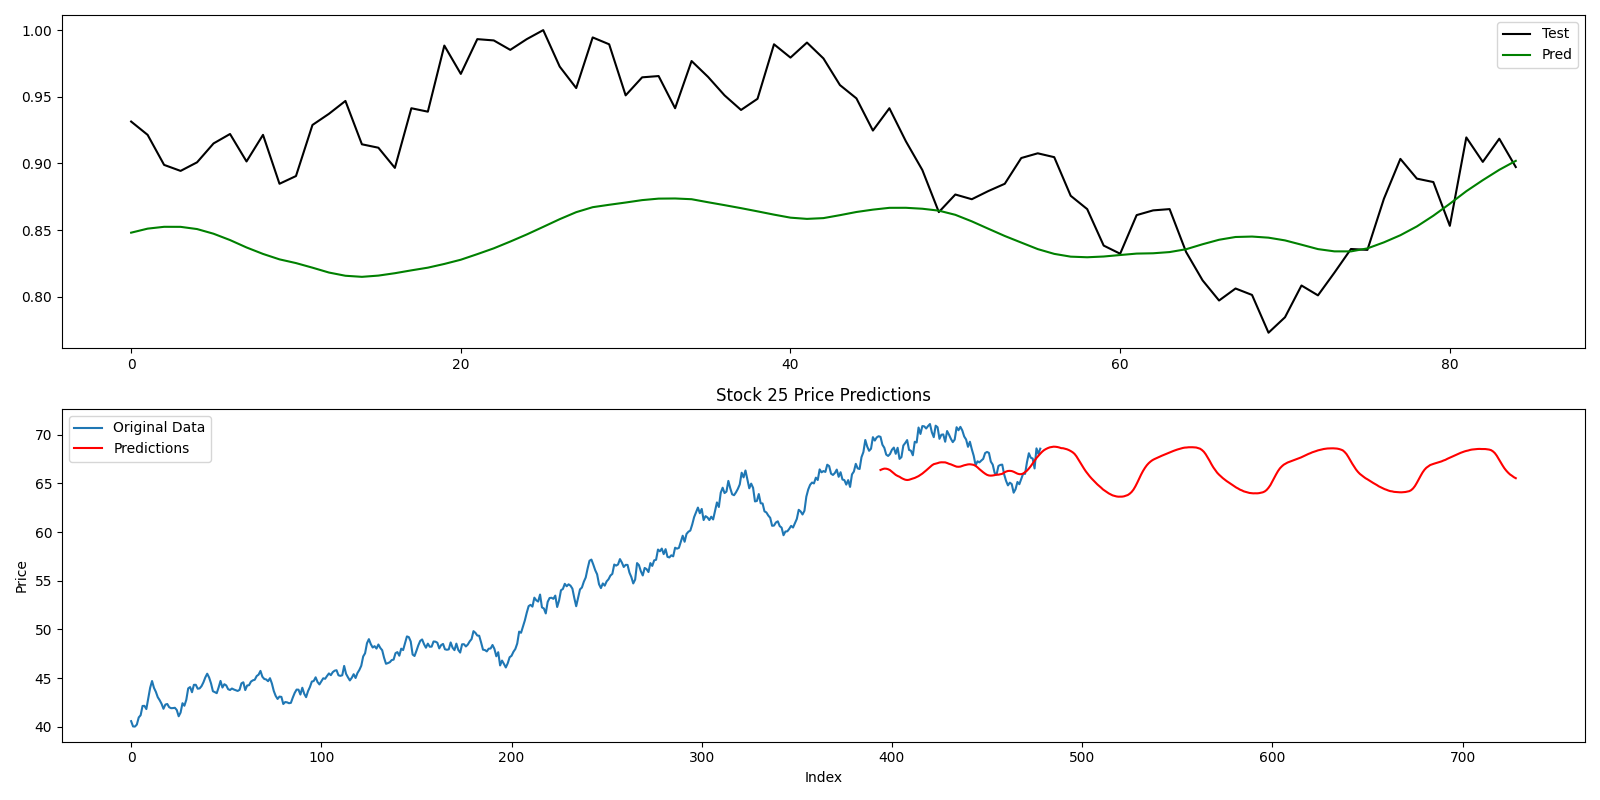 1.00
0.95
0.90
0.85
0.80
Test
Pred
0 20 40 60 80
Stock 25 Price Predictions
Original Data
Predictions
Price
70
65
60
55
50
45
40
0 100 200 300 400 500 600 700
Index